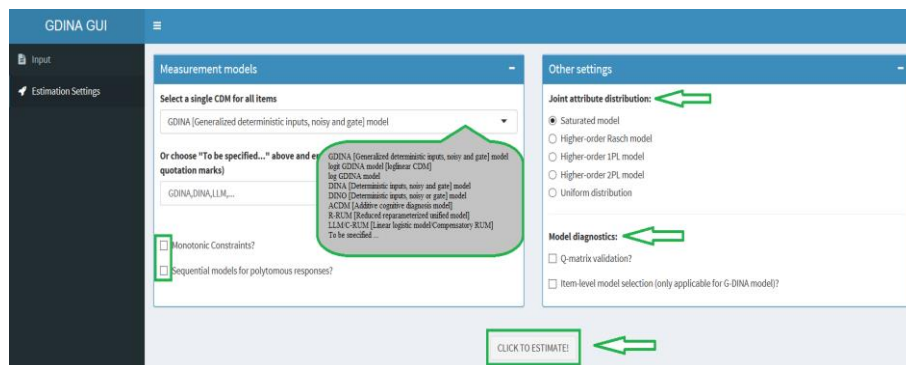 GDINA GUI
Input
Estimation Settings
Measurement models
Select a single CDM for all items
GDINA [Generalized deterministic inputs, noisy and gate] model
Or choose "To be specified..." above and en
quotation marks)
GDINA,DINA,LLM,...
GDINA [Generalized deterministic inputs, noisy and gate] model
logit GDINA model [loglinear CDM]
log GDINA model
DINA [Deterministic inputs, noisy and gate] model
DINO [Deterministic inputs, noisy or gate] model
ACDM [Additive cognitive diagnosis model]
R-RUM [Reduced reparameterized unified model]
LLM/C-RUM [Linear logistic model/Compensatory RUM]
To be specified ...
Monotonic Constraints?
Sequential models for polytomous responses?
Other settings
Joint attribute distribution:
Saturated model
Higher-order Rasch model
Higher-order 1PL model
Higher-order 2PL model
Uniform distribution
Model diagnostics:
Q-matrix validation?
Item-level model selection (only applicable for G-DINA model)?
CLICK TO ESTIMATE!